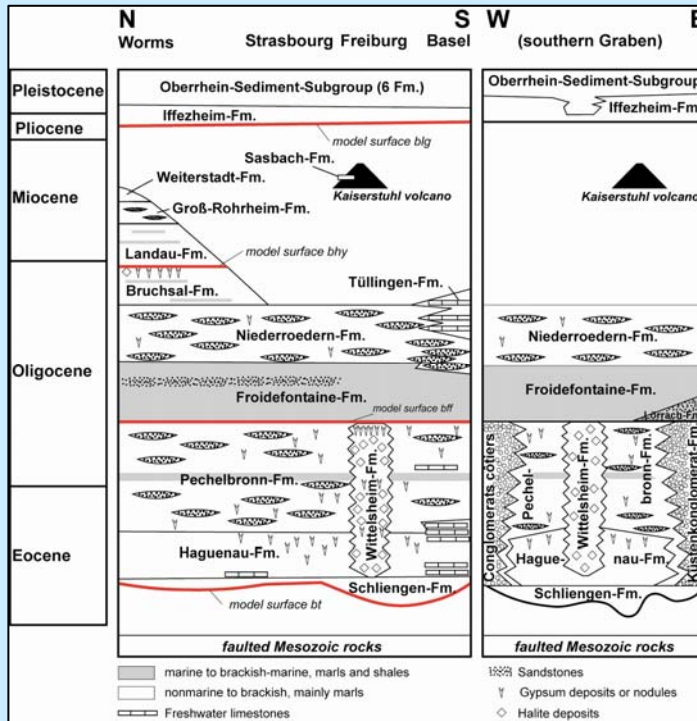 N S W E
Worms Strasbourg Freiburg Basel (southern Graben)
Pleistocene
Oberrhein-Sediment-Subgroup (6 Fm.)
Oberrhein-Sediment-Subgroup (6 Fm.)
Iffezheim-Fm.
Iffezheim-Fm.
Pliocene
model surface blg
Sasbach-Fm.
Weiterstadt-Fm.
Kaiserstuhl volcano
Kaiserstuhl volcano
Miocene
Groß-Rohrheim-Fm.
Landau-Fm.
model surface bhy
Bruchsal-Fm.
Tüllingen-Fm.
Niederroedern-Fm.
Niederroedern-Fm.
Oligocene
Froidefontaine-Fm.
Froidefontaine-Fm.
model surface bff
Lörrach-Fm.
Pechelbronn-Fm.
Wittelsheim-Fm.
Conglomerats côtiers
Pechel-
Wittelsheim-Fm.
bronn-Fm.
Küstenkonglomerat-Fm.
Eocene
Haguenau-Fm.
Hague-
nau-Fm.
Schliengen-Fm.
Schliengen-Fm.
model surface bt
faulted Mesozoic rocks
faulted Mesozoic rocks
marine to brackish-marine, marls and shales
nonmarine to brackish, mainly marls
Freshwater limestones
Sandstones
Gypsum deposits or nodules
Halite deposits